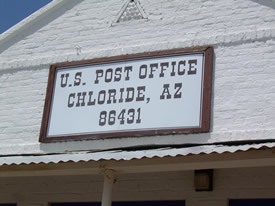 U.S. POST OFFICE
CHLORIDE, AZ
86431